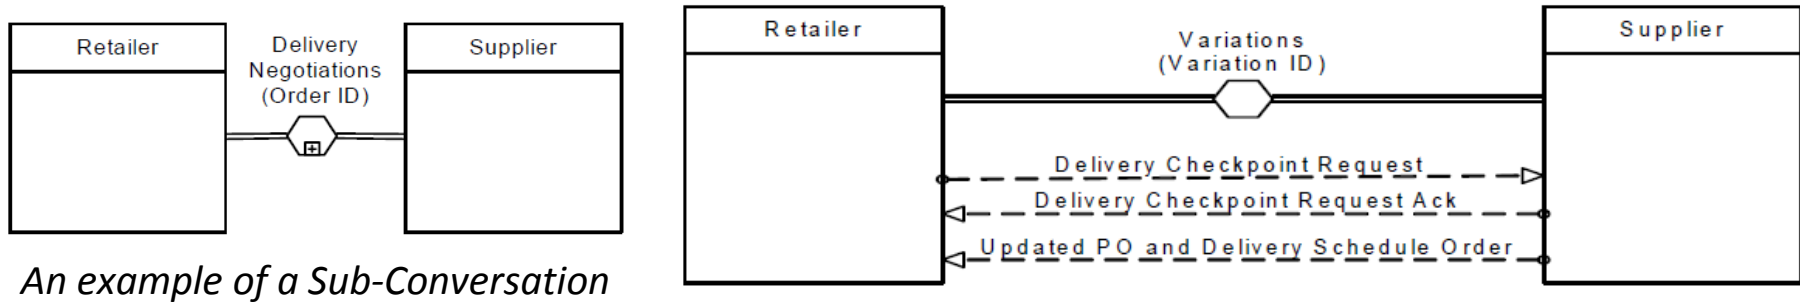 Retailer
Delivery
Negotiations
(Order ID)
Supplier
An example of a Sub-Conversation
Retailer
Variations
(Variation ID)
Supplier
Delivery Checkpoint Request
Delivery Checkpoint Request Ack
Updated PO and Delivery Schedule Order